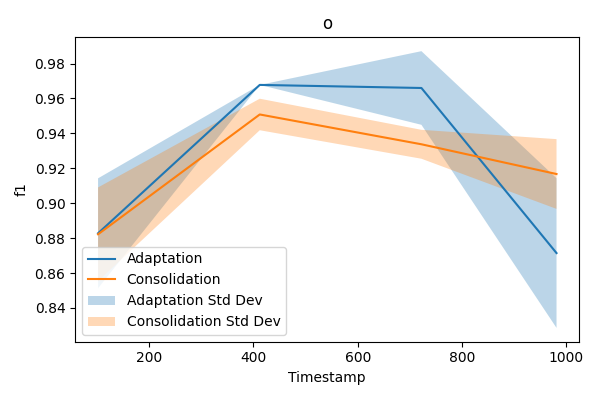 o
f1
0.98
0.96
0.94
0.92
0.90
0.88
0.86
0.84
Adaptation
Consolidation
Adaptation Std Dev
Consolidation Std Dev
200
400
600
800
1000
Timestamp